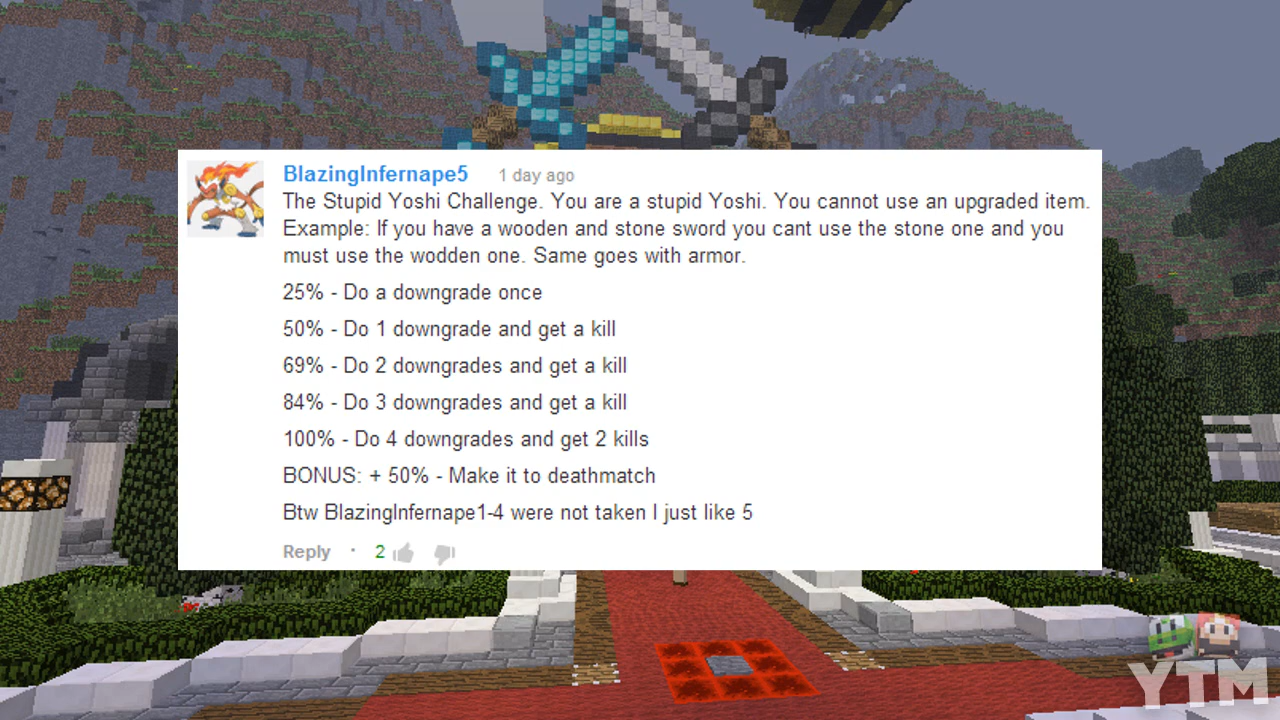 BlazingInfernape5 1 day ago
The Stupid Yoshi Challenge. You are a stupid Yoshi. You cannot use an upgraded item.
Example: If you have a wooden and stone sword you cant use the stone one and you
must use the wodden one. Same goes with armor.
25% - Do a downgrade once
50% - Do 1 downgrade and get a kill
69% - Do 2 downgrades and get a kill
84% - Do 3 downgrades and get a kill
100% - Do 4 downgrades and get 2 kills
BONUS: + 50% - Make it to deathmatch
Btw BlazingInfernape1-4 were not taken I just like 5
Reply · 2
YTM